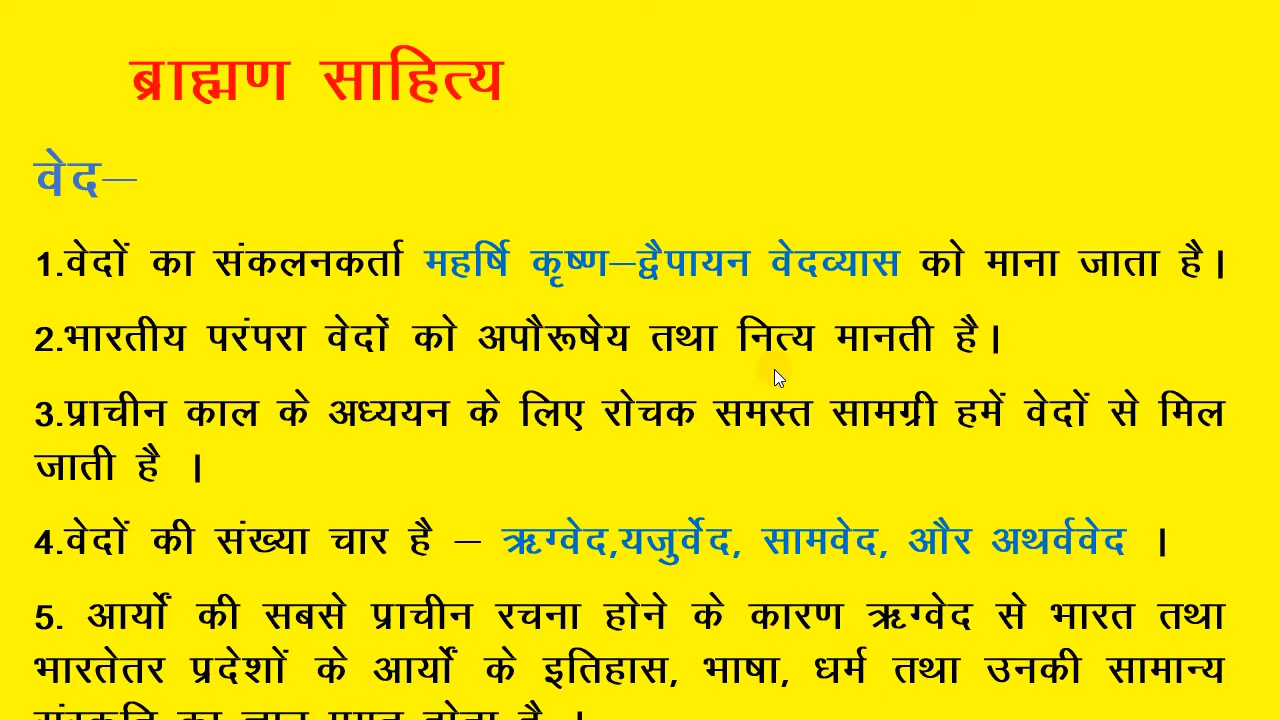 ब्राह्मण साहित्य
वेद–
1.वेदों का संकलनकर्ता महर्षि कृष्ण–द्वैपायन वेदव्यास को माना जाता है।
2.भारतीय परंपरा वेदों को अपौरूषेय तथा नित्य मानती है।
3.प्राचीन काल के अध्ययन के लिए रोचक समस्त सामग्री हमें वेदों से मिल
जाती है ।
4.वेदों की संख्या चार है – ऋग्वेद,यजुर्वेद, सामवेद, और अथर्ववेद ।
5. आर्यों की सबसे प्राचीन रचना होने के कारण ऋग्वेद से भारत तथा
भारतेतर प्रदेशों के आर्यों के इतिहास, भाषा, धर्म तथा उनकी सामान्य